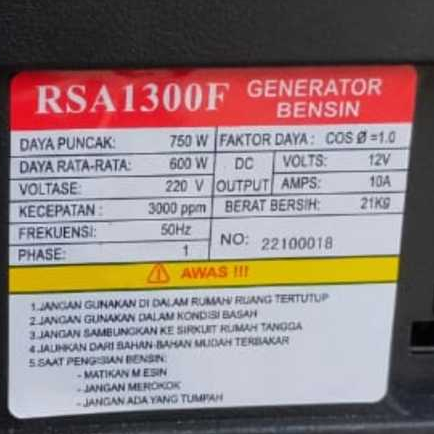 RSA1300F GENERATOR BENSIN
DAYA PUNCAK: 750 W FAKTOR DAYA : COS Ø =1.0
DAYA RATA-RATA: 600 W DC OUTPUT VOLTS: 12V
VOLTASE: 220 V AMPS: 10A
KECEPATAN : 3000 ppm BERAT BERSIH: 21KG
FREKUENSI: 50Hz NO: 22100018
PHASE: 1
AWAS !!!
1.JANGAN GUNAKAN DI DALAM RUMAH/ RUANG TERTUTUP
2.JANGAN GUNAKAN DALAM KONDISI BASAH
3.JANGAN SAMBUNGKAN KE SIRKUIT RUMAH TANGGA
4.JAUHKAN DARI BAHAN-BAHAN MUDAH TERBAKAR
5.SAAT PENGISIAN BENSIN:
- MATIKAN MESIN
- JANGAN MEROKOK
- JANGAN ADA YANG TUMPAH